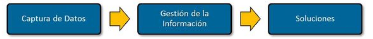 Captura de Datos
Gestión de la
Información
Soluciones